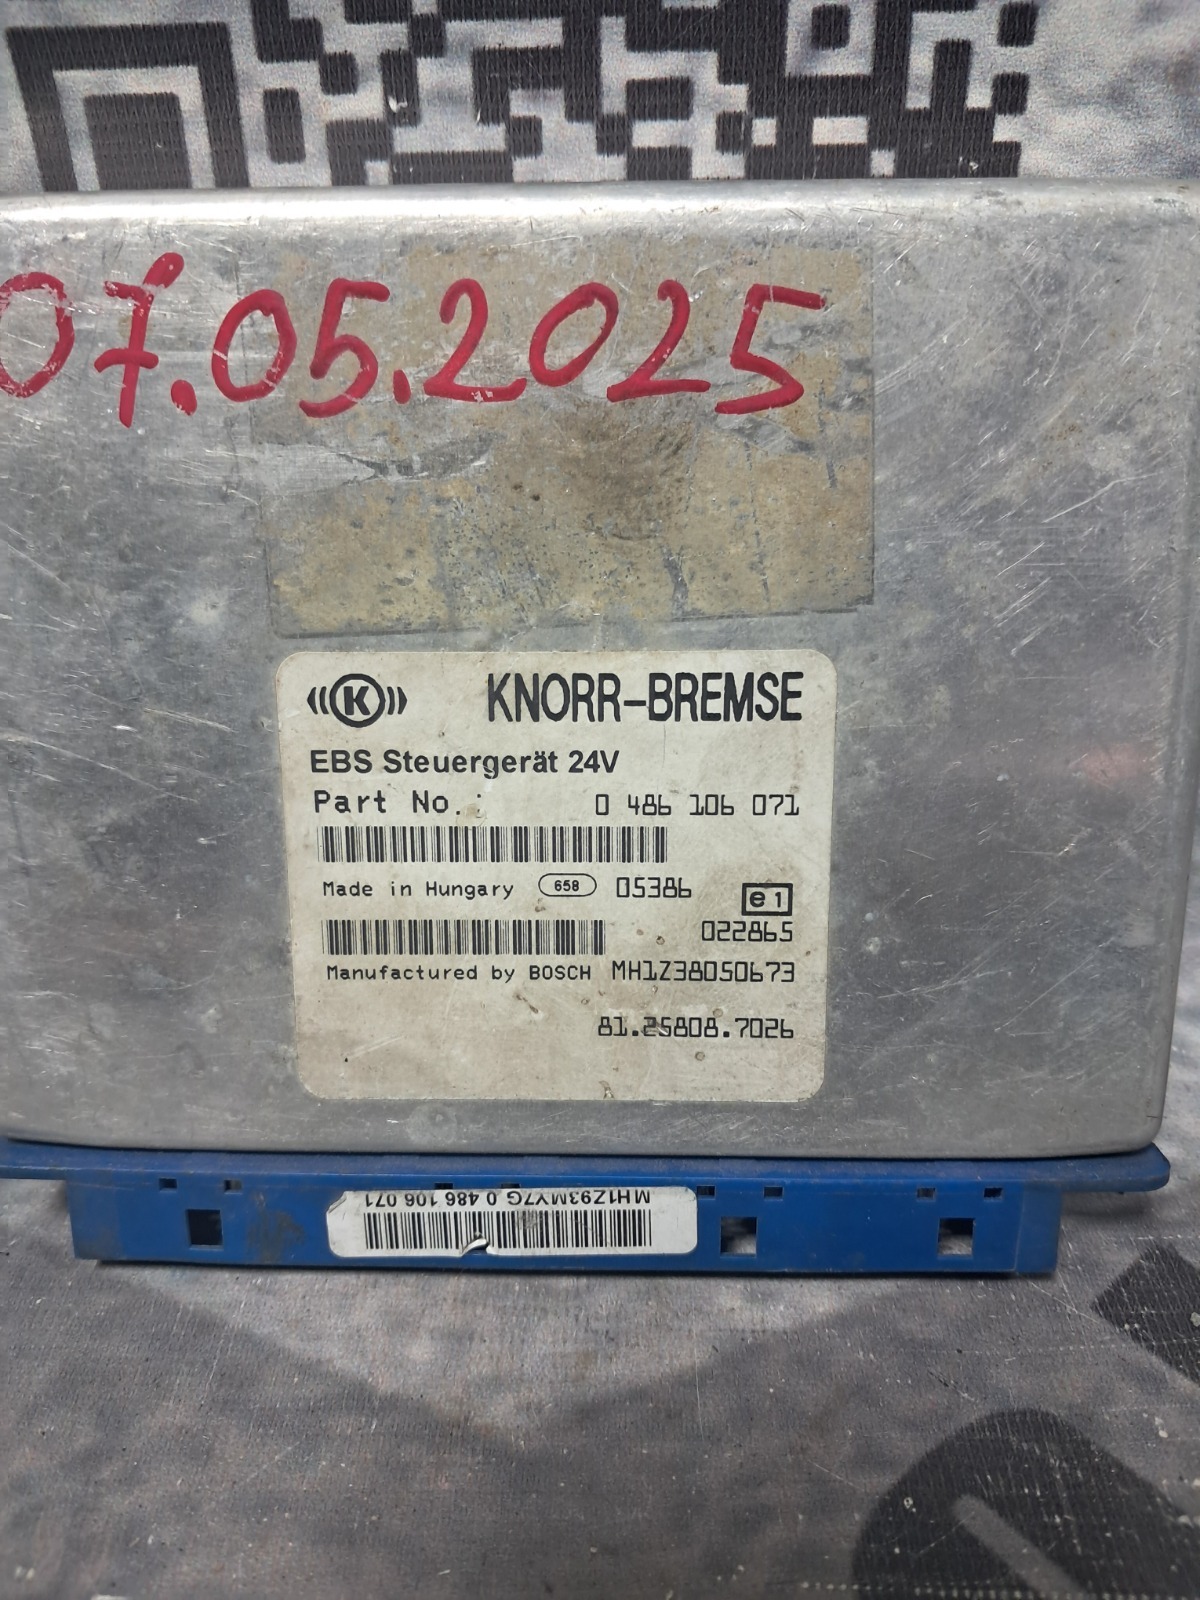 07.05.2025
K KNORR-BREMSE
EBS Steuergerät 24V
Part No.: 0 486 106 071
Made in Hungary 658 05386 e1
022865
Manufactured by BOSCH MH1Z38050673
81.25808.7026
MH1Z93MY7G 0 486 106 071